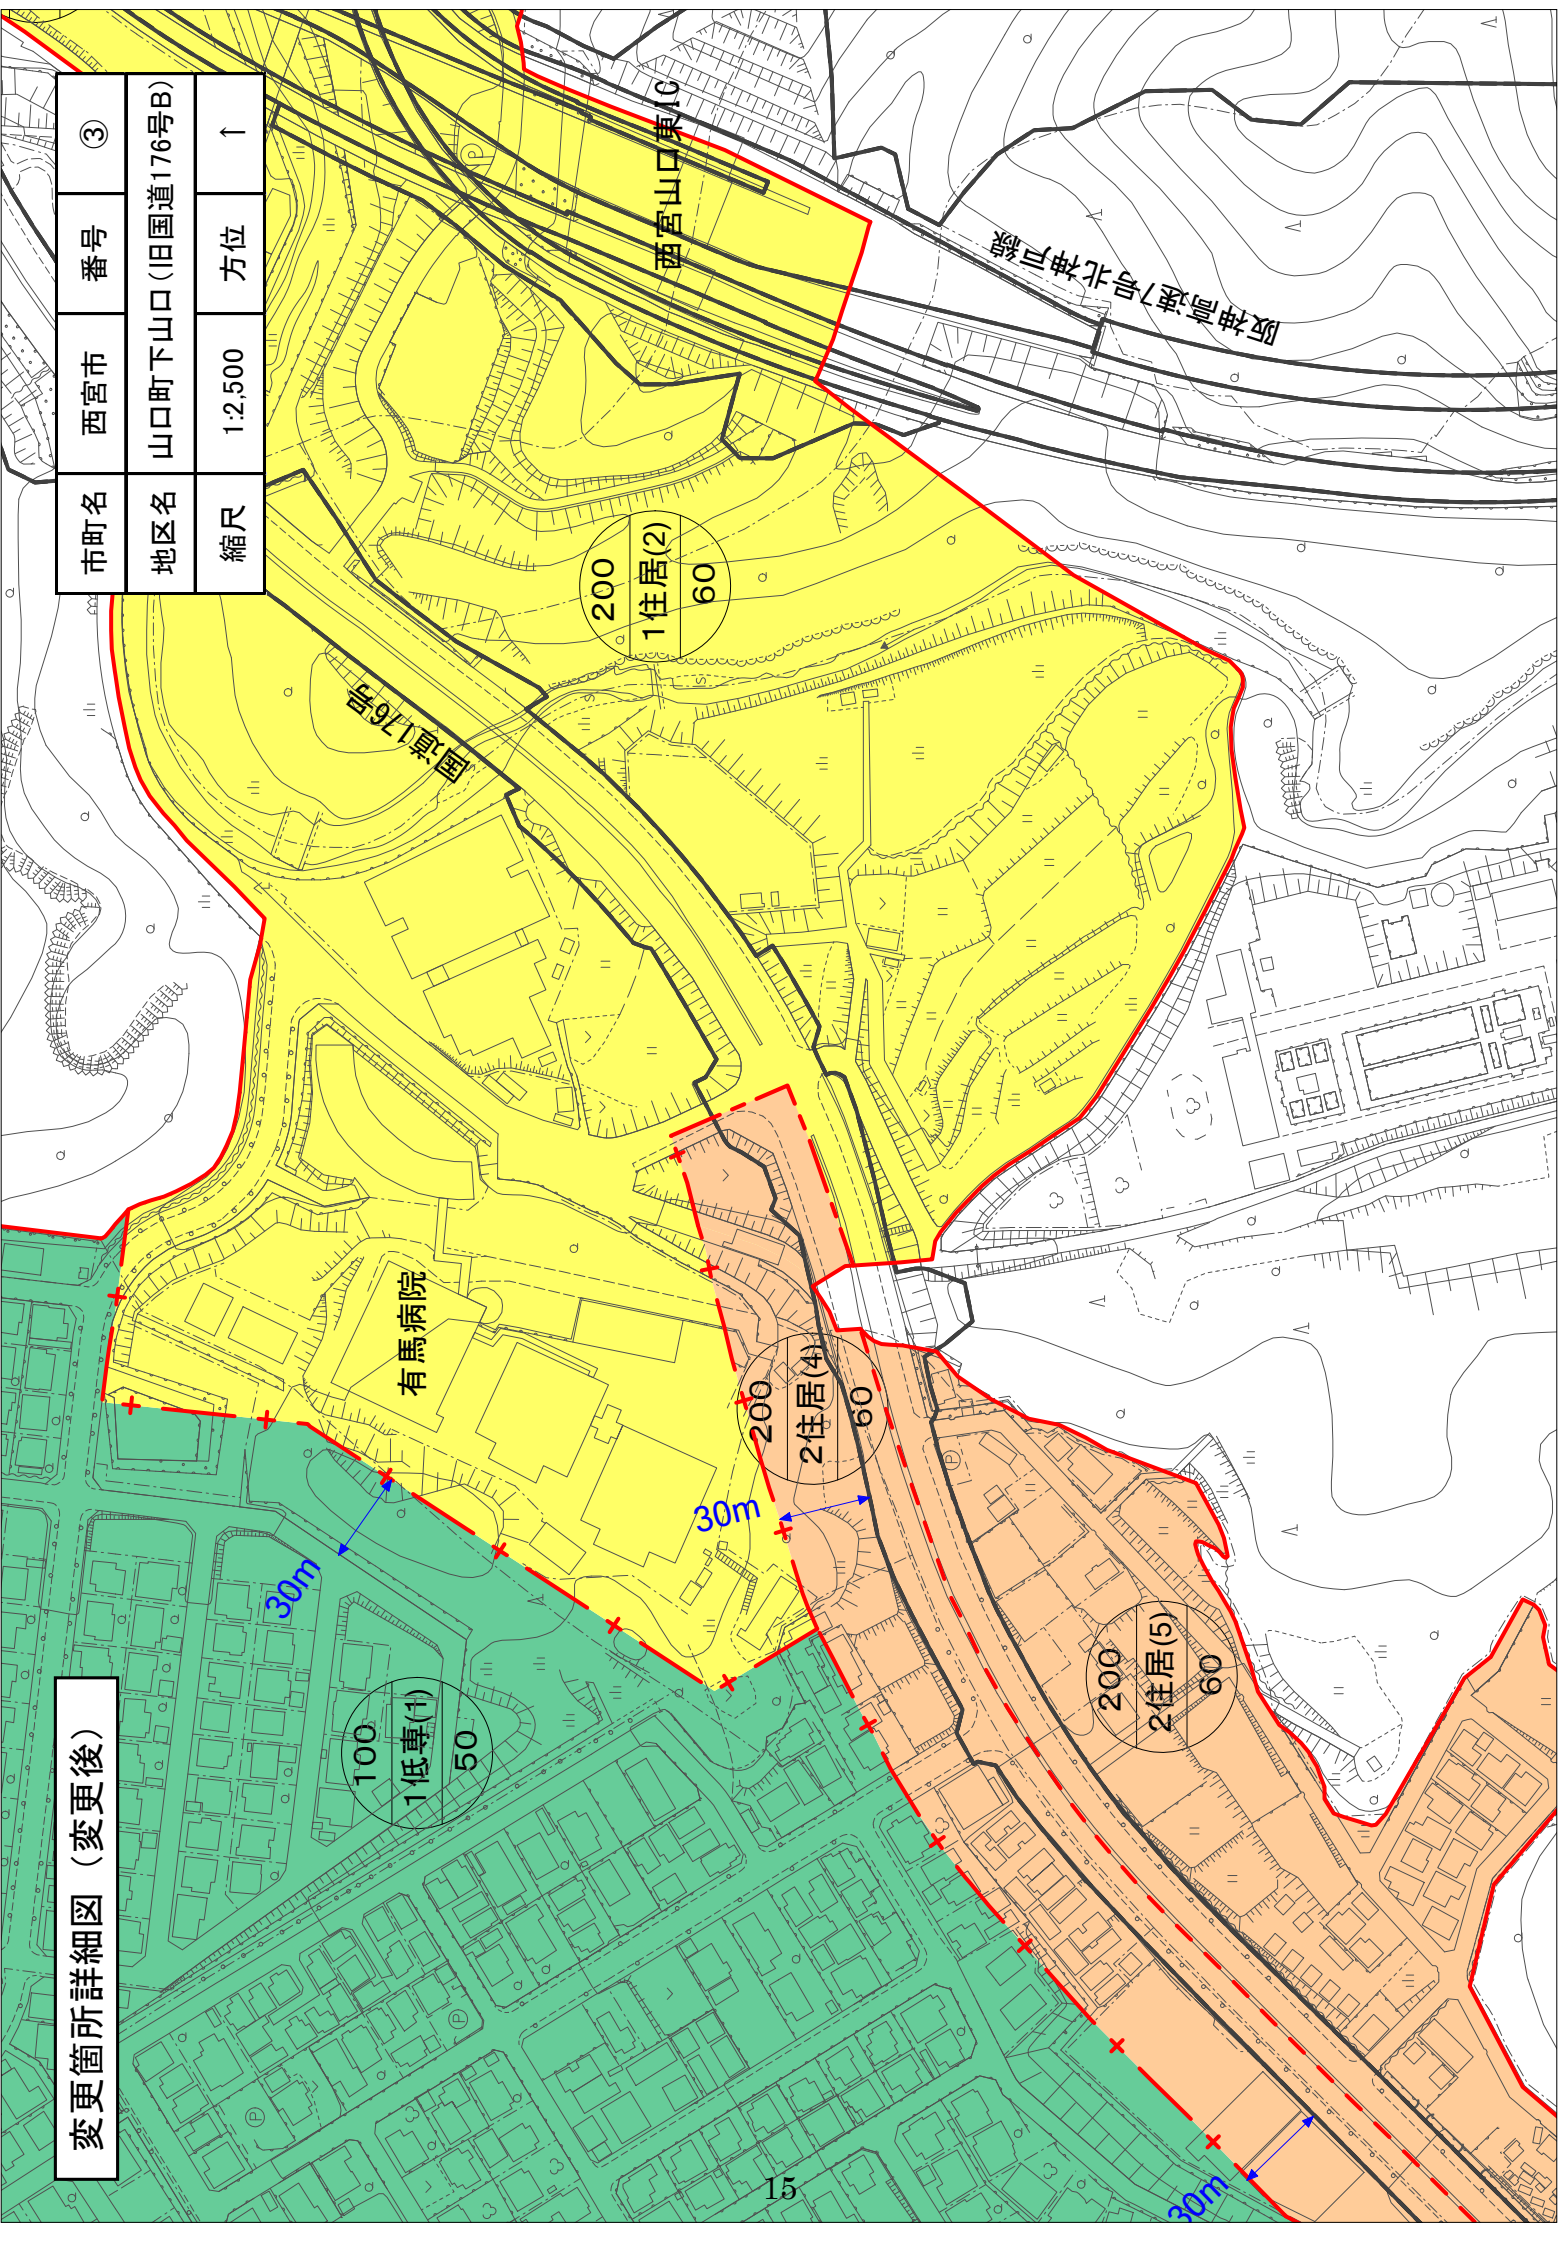 変更箇所詳細図（変更後）
市町名 西宮市 番号 ③
地区名 山口町下山口（旧国道176号B）
縮尺 1:2,500 方位 ↑
西宮山口東IC
阪神高速7号北神戸線
国道176号
200
1住居(2)
60
有馬病院
200
2住居(4)
60
30m
30m
100
1低専(1)
50
200
2住居(5)
60
30m
15